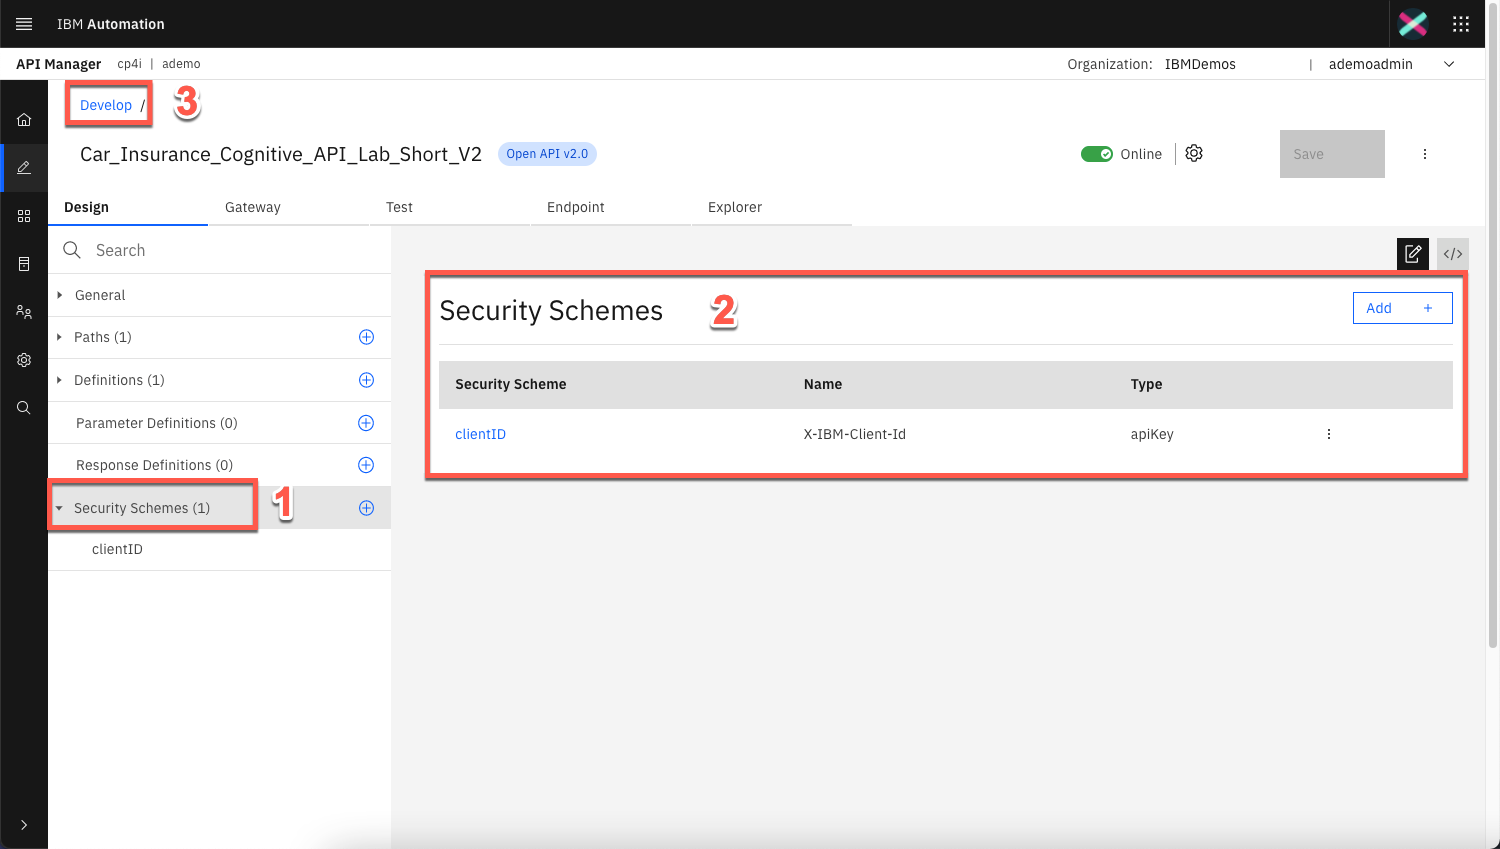 IBM Automation
API Manager cp4i | ademo Organization: IBMDemos | ademoadmin
Develop / 3
Car_Insurance_Cognitive_API_Lab_Short_V2 Open API v2.0 Online Save
Design Gateway Test Endpoint Explorer
Search
</>
General
Paths (1)
Definitions (1)
Parameter Definitions (0)
Response Definitions (0)
Security Schemes (1) 1
clientID
Security Schemes 2 Add +
Security Scheme Name Type
clientID X-IBM-Client-Id apiKey